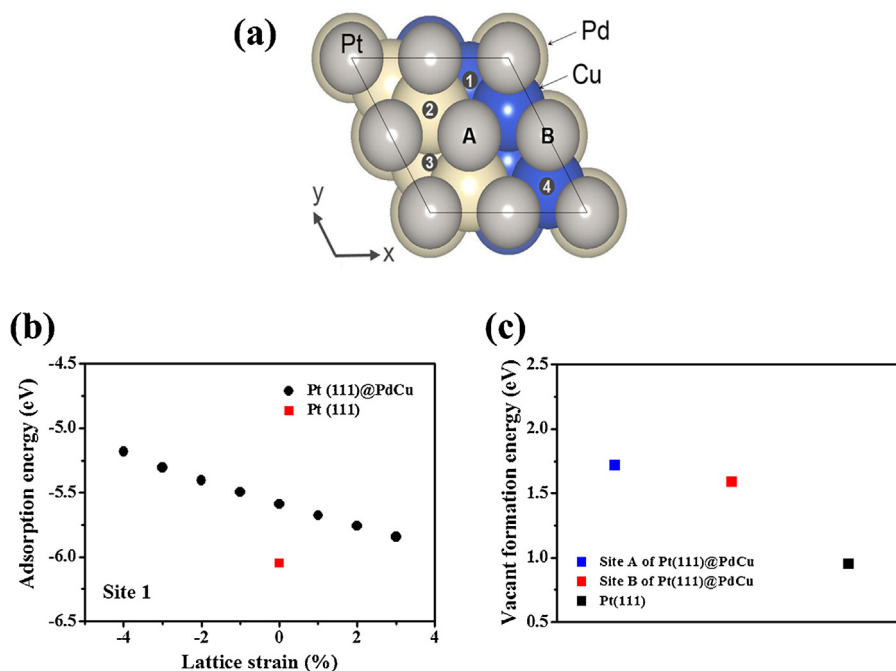 (a)
Pt
Pd
Cu
1
2
A
B
3
4
y
x
(b)
Adsorption energy (eV)
-4.5
-5.0
-5.5
-6.0
-6.5
Pt (111)@PdCu
Pt (111)
Site 1
-4
-2
0
2
4
Lattice strain (%)
(c)
Vacant formation energy (eV)
2.5
2.0
1.5
1.0
0.5
Site A of Pt(111)@PdCu
Site B of Pt(111)@PdCu
Pt(111)